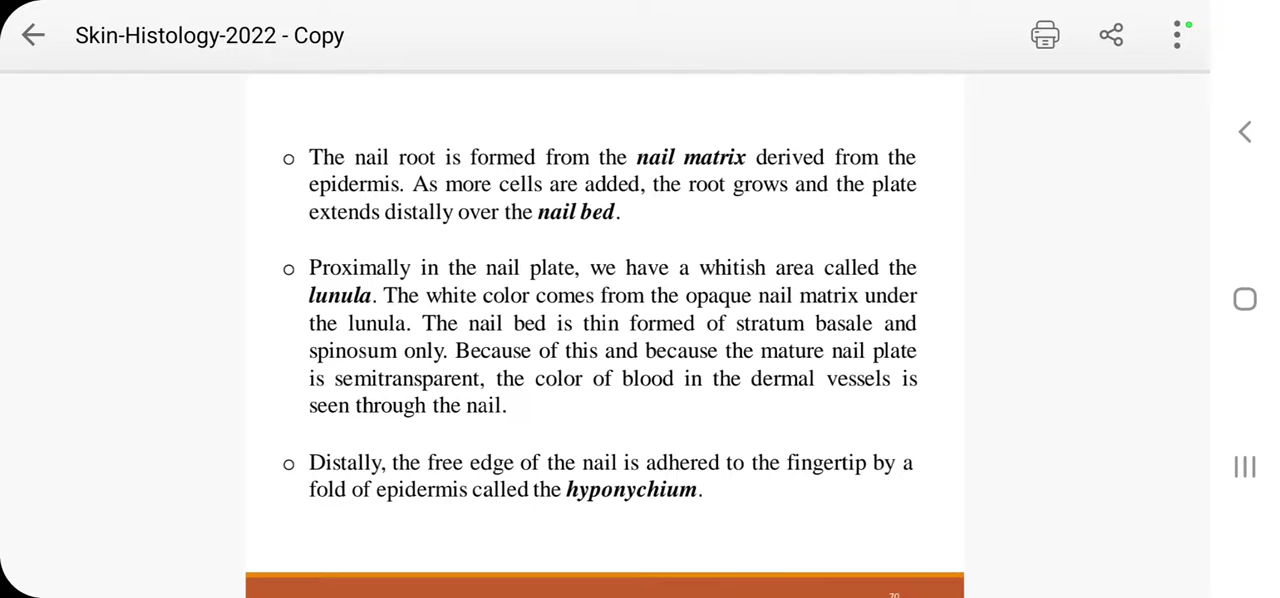 Skin-Histology-2022 - Copy
o The nail root is formed from the nail matrix derived from the
epidermis. As more cells are added, the root grows and the plate
extends distally over the nail bed.
o Proximally in the nail plate, we have a whitish area called the
lunula. The white color comes from the opaque nail matrix under
the lunula. The nail bed is thin formed of stratum basale and
spinosum only. Because of this and because the mature nail plate
is semitransparent, the color of blood in the dermal vessels is
seen through the nail.
o Distally, the free edge of the nail is adhered to the fingertip by a
fold of epidermis called the hyponychium.
70